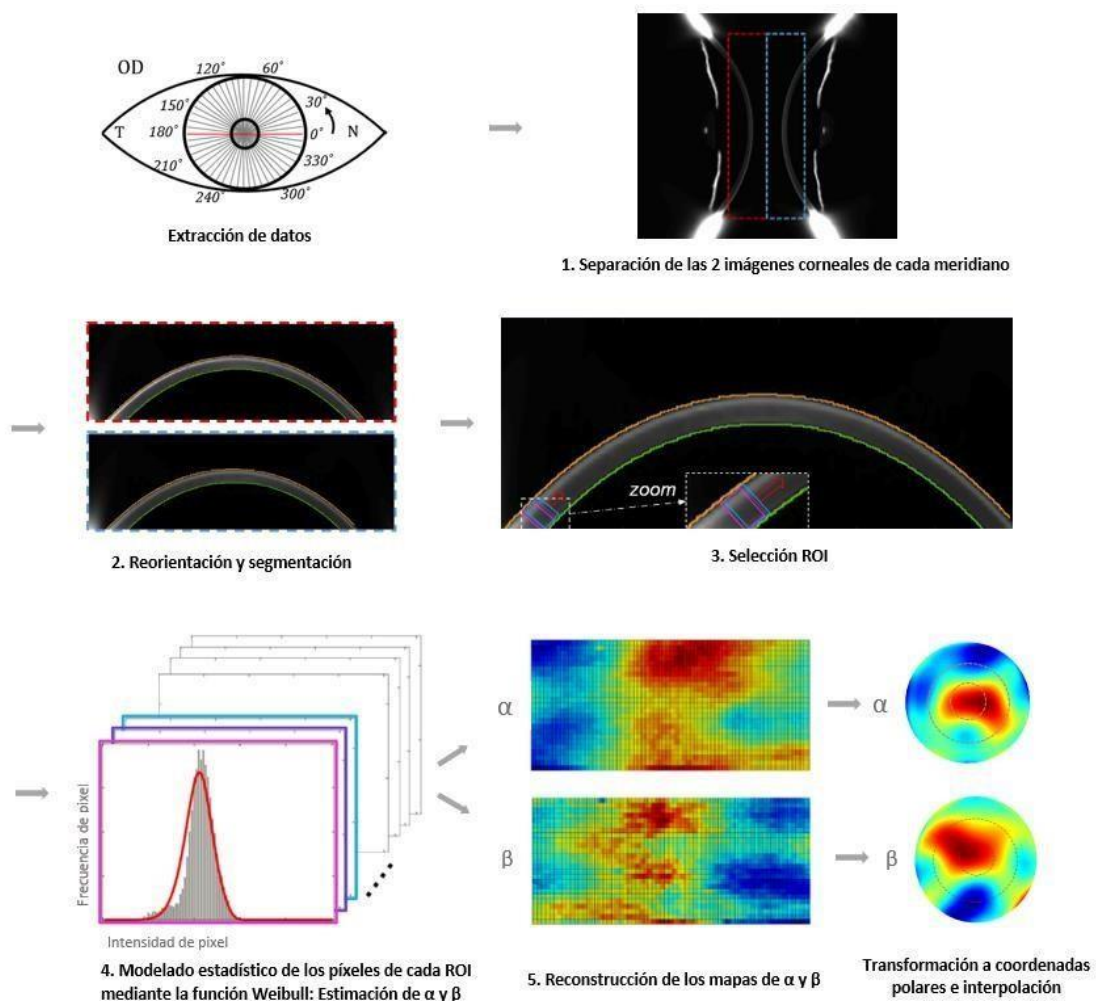 OD
120°
60°
150°
30°
T
180°
0°
N
210°
330°
240°
300°
Extracción de datos
1. Separación de las 2 imágenes corneales de cada meridiano
2. Reorientación y segmentación
zoom
3. Selección ROI
Frecuencia de pixel
Intensidad de pixel
4. Modelado estadístico de los píxeles de cada ROI
mediante la función Weibull: Estimación de α y β
α
α
β
β
5. Reconstrucción de los mapas de α y β
Transformación a coordenadas
polares e interpolación